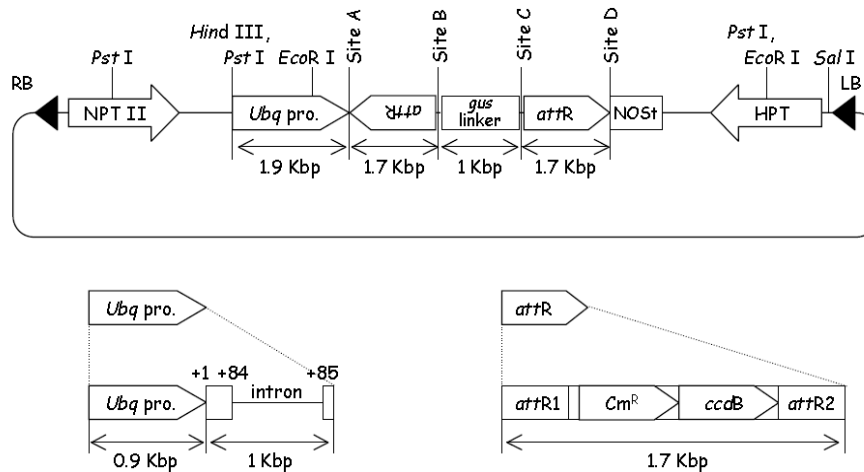 Hind III,
Pst I
Pst I EcoR I
Site A
Site B
Site C
Site D
Pst I,
EcoR I Sal I
RB
LB
NPT II
Ubq pro.
attR
gus
linker
attR
NOSt
HPT
1.9 Kbp
1.7 Kbp
1 Kbp
1.7 Kbp
Ubq pro.
attR
+1 +84 +85
intron
Ubq pro.
attR1
CmR
ccdB
attR2
0.9 Kbp
1 Kbp
1.7 Kbp